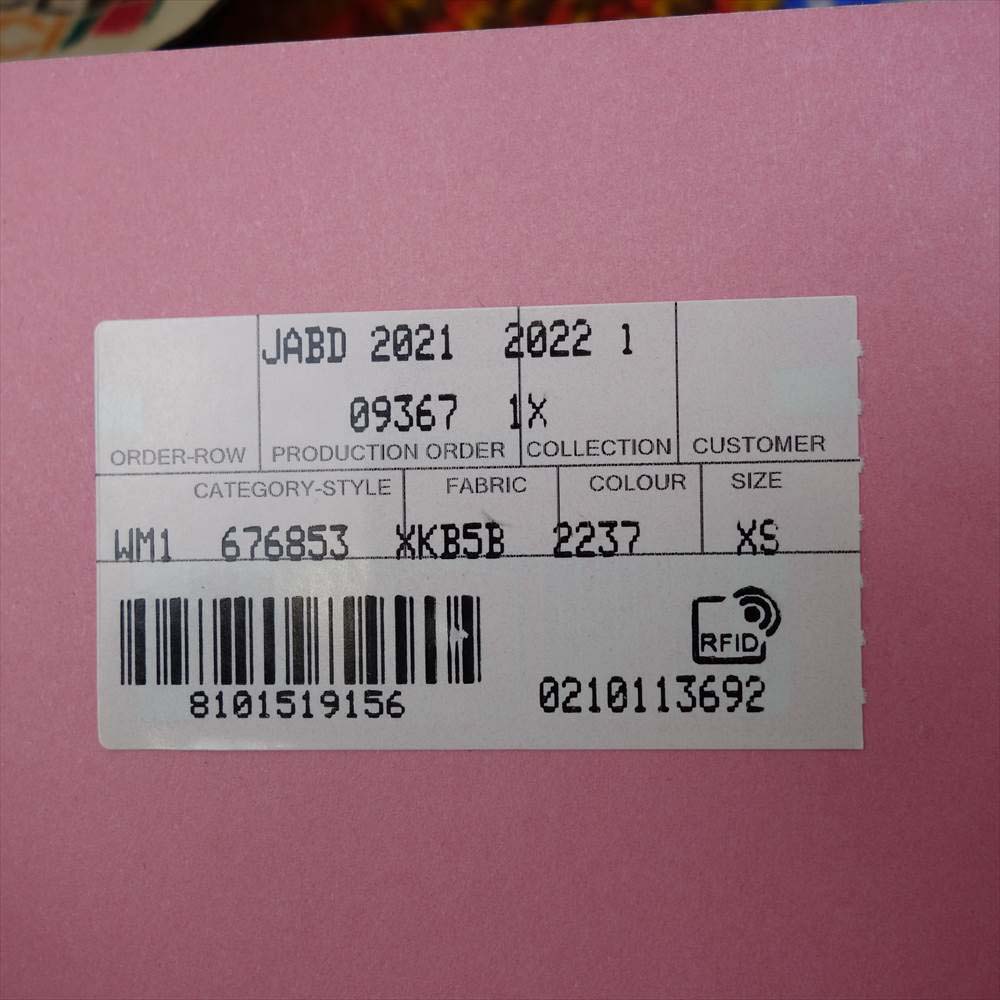 JABD 2021 2022 1
09367 1X
ORDER-ROW PRODUCTION ORDER COLLECTION CUSTOMER
CATEGORY-STYLE FABRIC COLOUR SIZE
WM1 676853 XKB5B 2237 XS
RFID
8101519156 0210113692